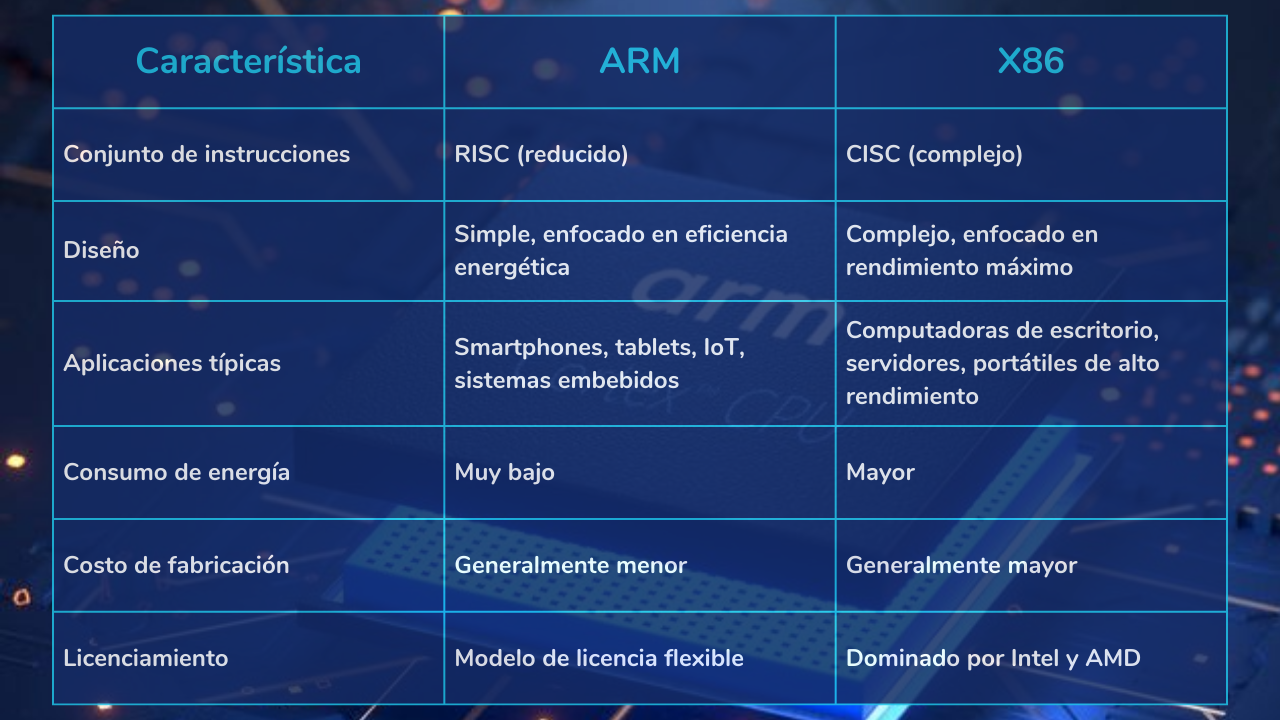 Característica
ARM
X86
Conjunto de instrucciones
RISC (reducido)
CISC (complejo)
Diseño
Simple, enfocado en eficiencia
energética
Complejo, enfocado en
rendimiento máximo
Aplicaciones típicas
Smartphones, tablets, IoT,
sistemas embebidos
Computadoras de escritorio,
servidores, portátiles de alto
rendimiento
Consumo de energía
Muy bajo
Mayor
Costo de fabricación
Generalmente menor
Generalmente mayor
Licenciamiento
Modelo de licencia flexible
Dominado por Intel y AMD
arm
Cortex™ CPU